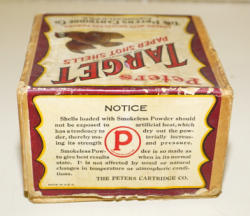 THE PETERS CARTRIDGE CO.
PAPER SHOT SHELLS
TARGET
Peters
NOTICE
Shells loaded with Smokeless Powder should
not be exposed to artificial heat, which
has a tendency to dry out the pow-
der, thereby ma- terially increas-
ing its strength and pressure.
P
Smokeless Pow- der is so made as
to give best results when in its normal
state. It is not affected by usual or natural
changes in temperature or atmospheric condi-
tions.
THE PETERS CARTRIDGE CO.
MADE IN U.S.A.